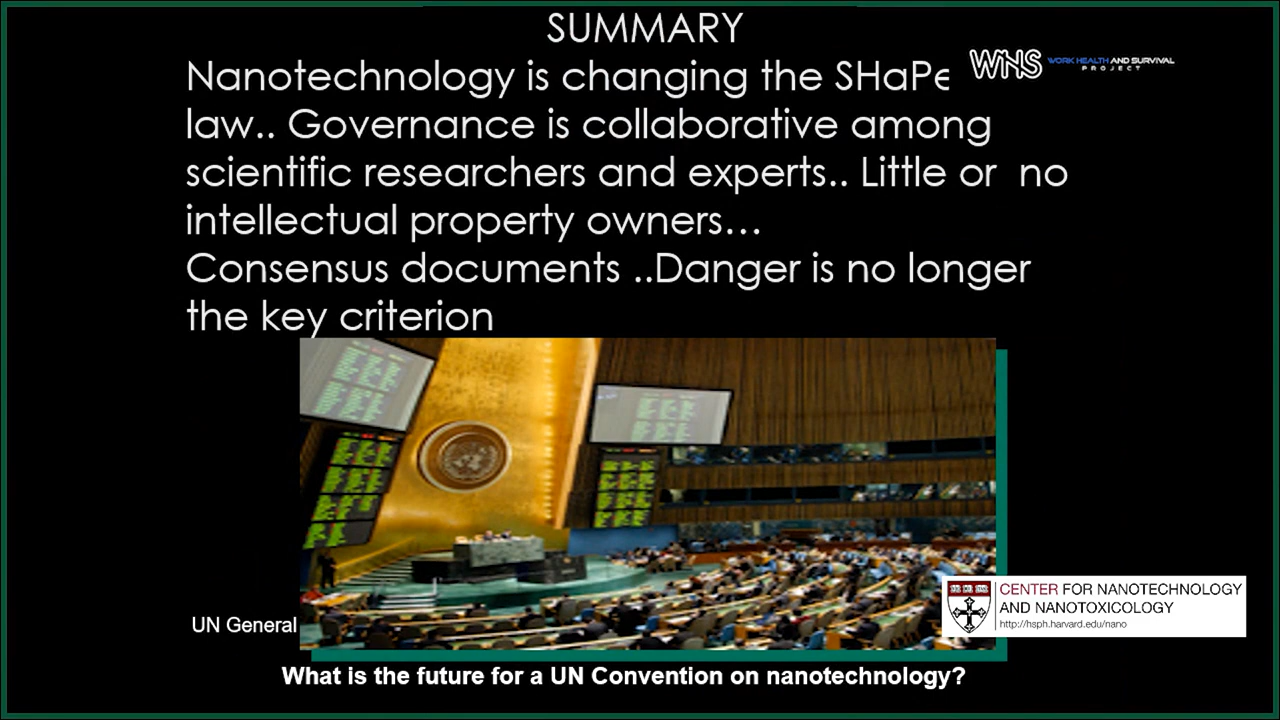 SUMMARY
Nanotechnology is changing the SHaPe
law.. Governance is collaborative among
scientific researchers and experts.. Little or no
intellectual property owners...
Consensus documents ..Danger is no longer
the key criterion
WHS WORK HEALTH AND SURVIVAL
PROJECT
UN General
CENTER FOR NANOTECHNOLOGY
AND NANOTOXICOLOGY
http://hsph.harvard.edu/nano
What is the future for a UN Convention on nanotechnology?